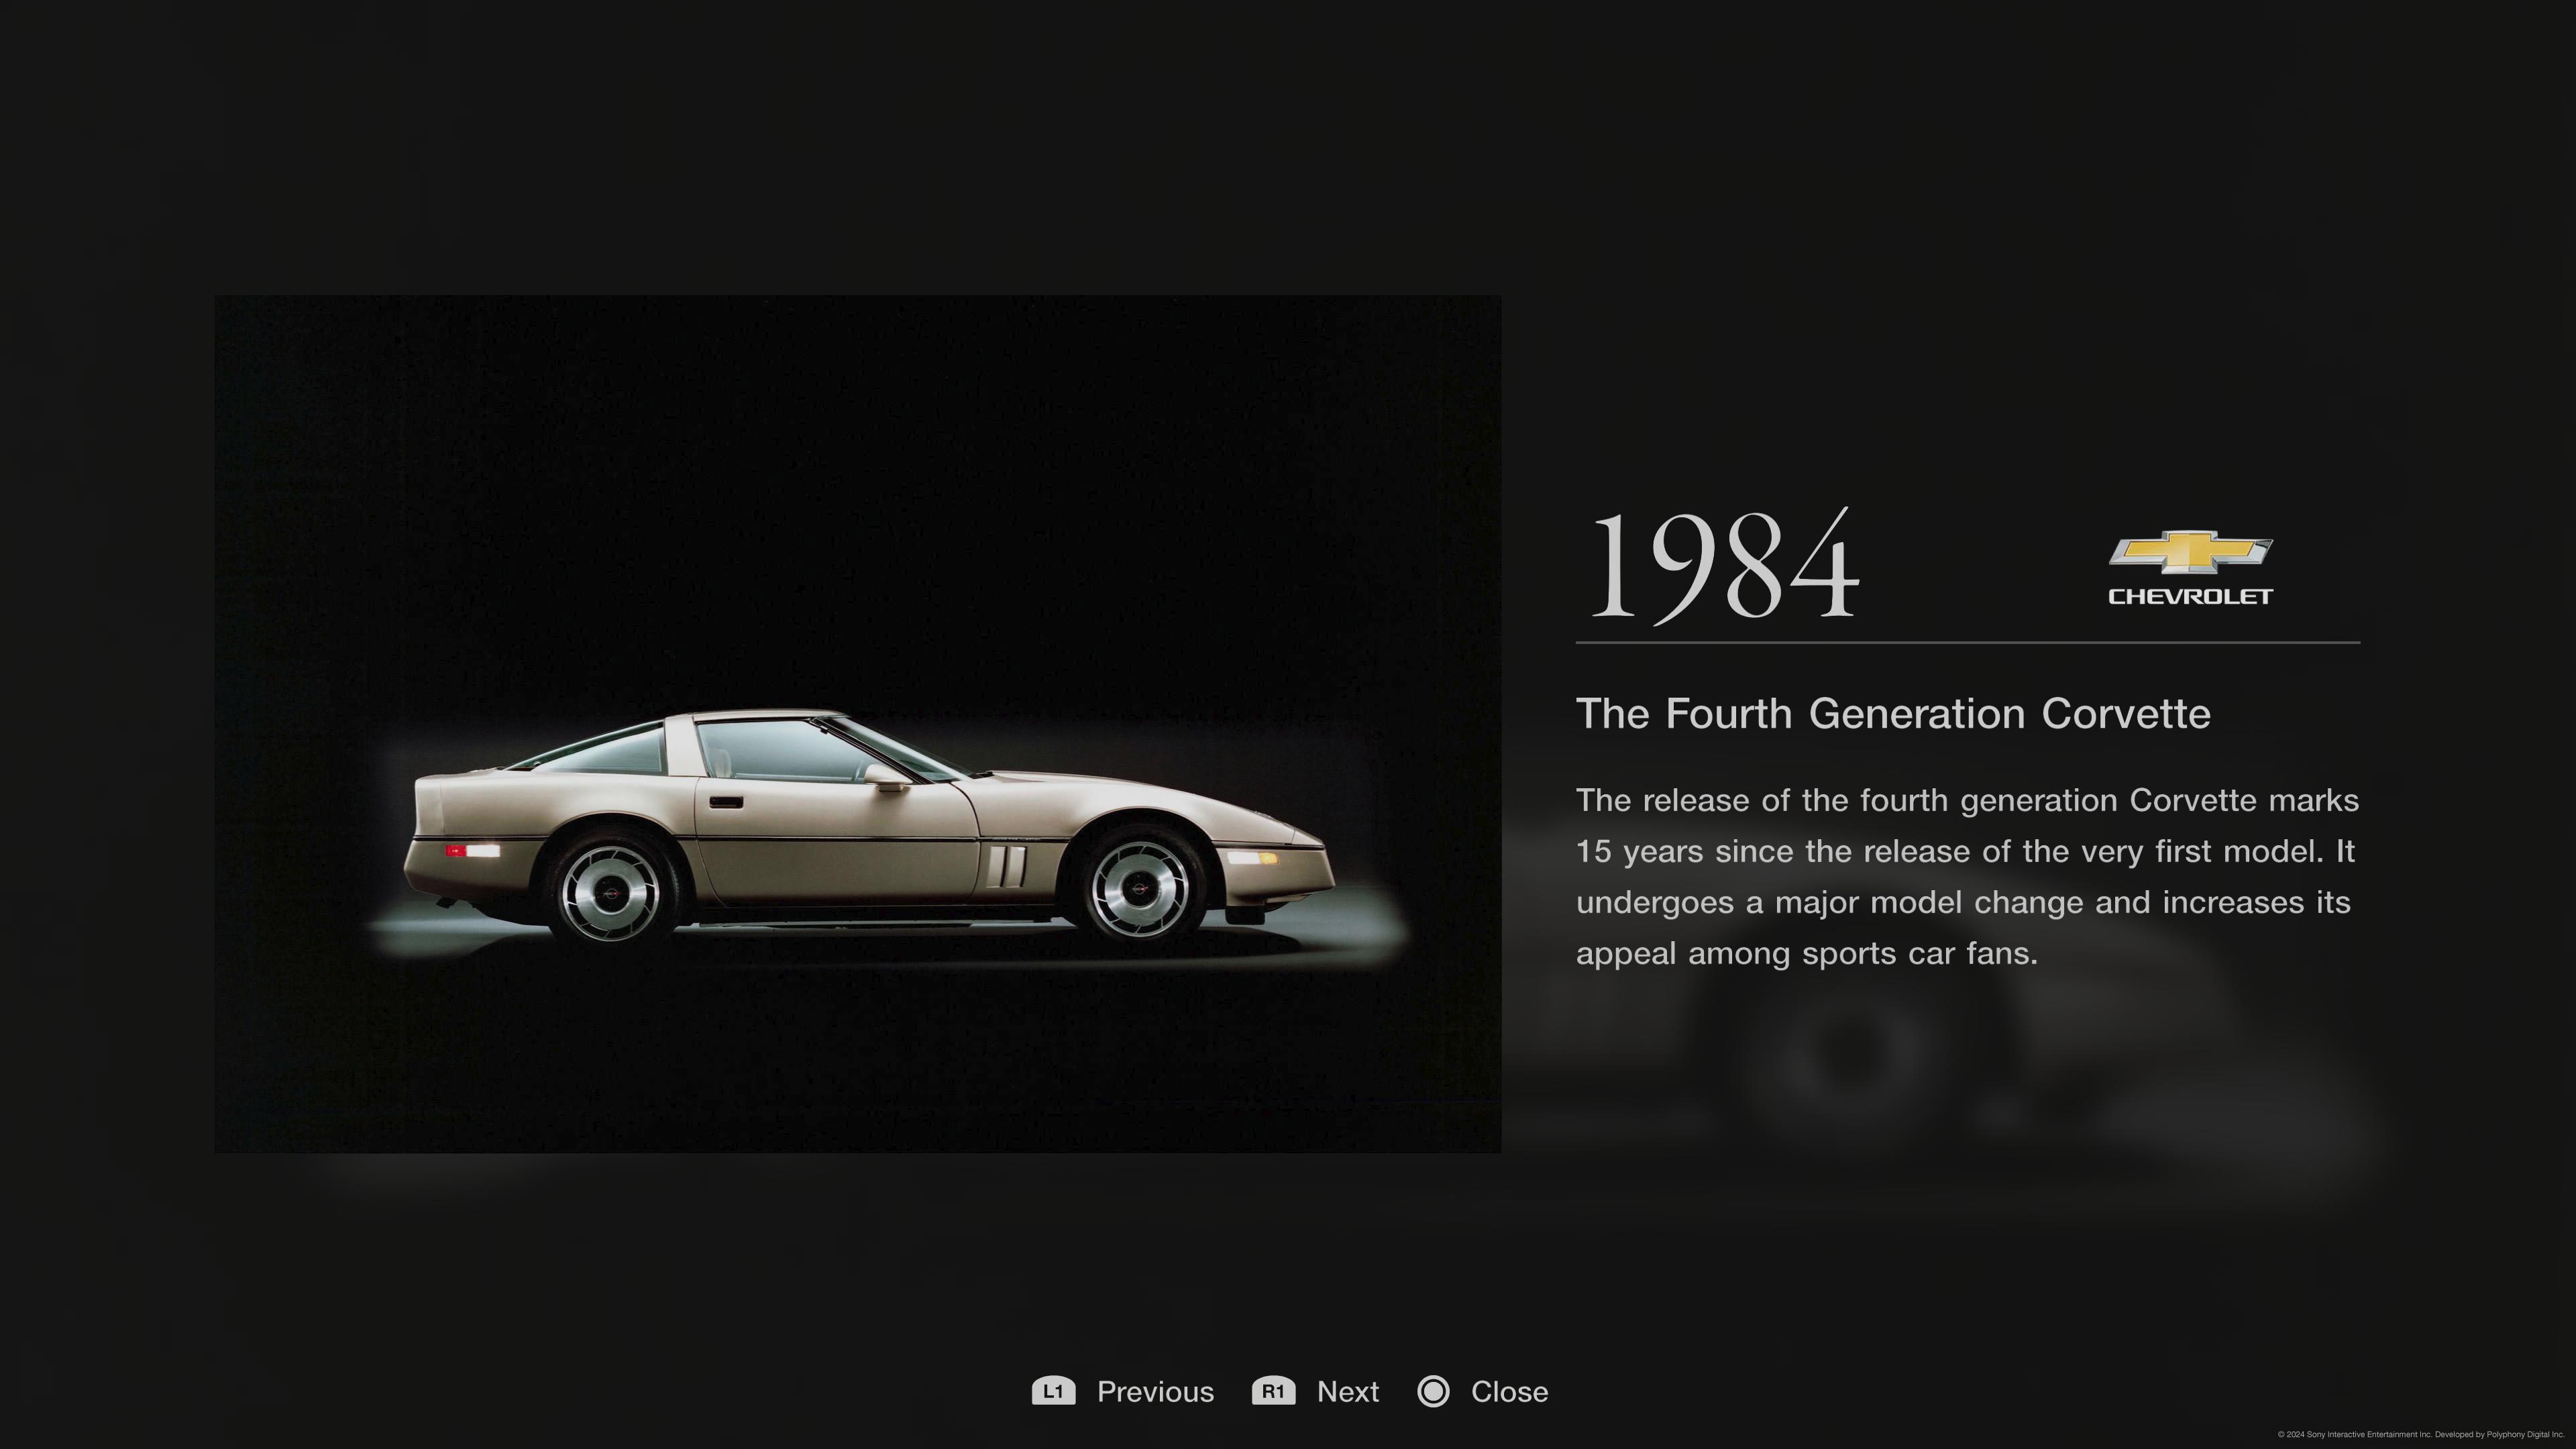 1984
CHEVROLET
The Fourth Generation Corvette
The release of the fourth generation Corvette marks
15 years since the release of the very first model. It
undergoes a major model change and increases its
appeal among sports car fans.
L1 Previous R1 Next Close
© 2024 Sony Interactive Entertainment Inc. Developed by Polyphony Digital Inc.